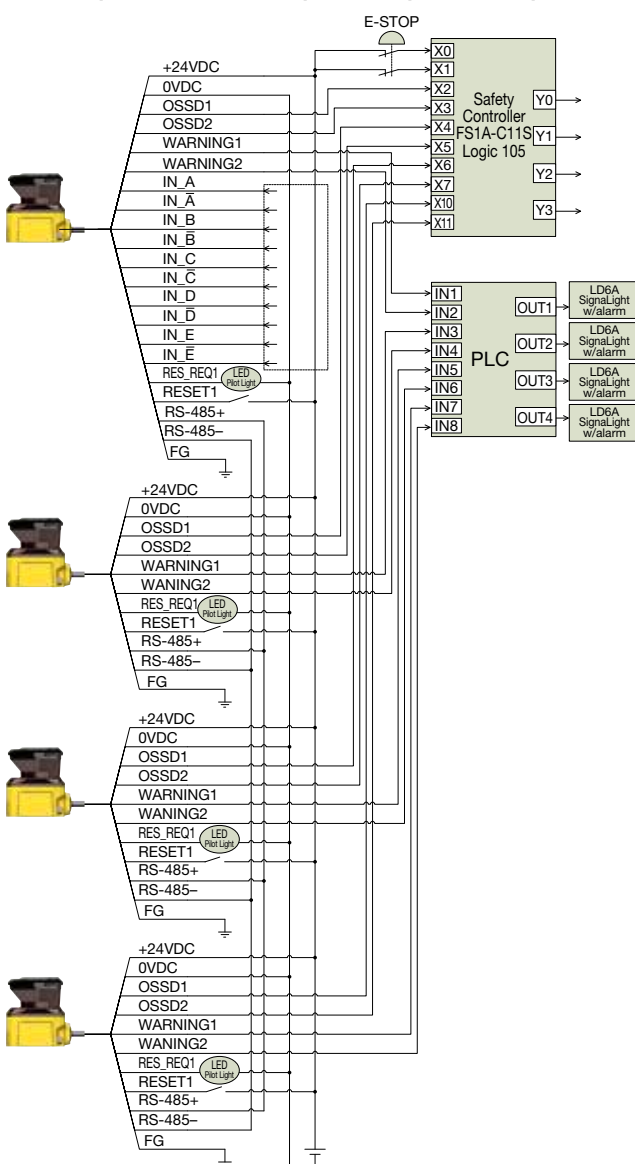 E-STOP
+24VDC
0VDC
OSSD1
OSSD2
WARNING1
WARNING2
IN_A
IN_A̅
IN_B
IN_B̅
IN_C
IN_C̅
IN_D
IN_D̅
IN_E
IN_E̅
RES_REQ1
LED
Pilot Light
RESET1
RS-485+
RS-485–
FG
X0
X1
X2
X3
X4
X5
X6
X7
X10
X11
Safety
Controller
FS1A-C11S
Logic 105
Y0
Y1
Y2
Y3
IN1
IN2
IN3
IN4
IN5
IN6
IN7
IN8
PLC
OUT1
OUT2
OUT3
OUT4
LD6A
SignaLight
w/alarm
LD6A
SignaLight
w/alarm
LD6A
SignaLight
w/alarm
LD6A
SignaLight
w/alarm
+24VDC
0VDC
OSSD1
OSSD2
WARNING1
WANING2
RES_REQ1
LED
Pilot Light
RESET1
RS-485+
RS-485–
FG
+24VDC
0VDC
OSSD1
OSSD2
WARNING1
WANING2
RES_REQ1
LED
Pilot Light
RESET1
RS-485+
RS-485–
FG
+24VDC
0VDC
OSSD1
OSSD2
WARNING1
WANING2
RES_REQ1
LED
Pilot Light
RESET1
RS-485+
RS-485–
FG